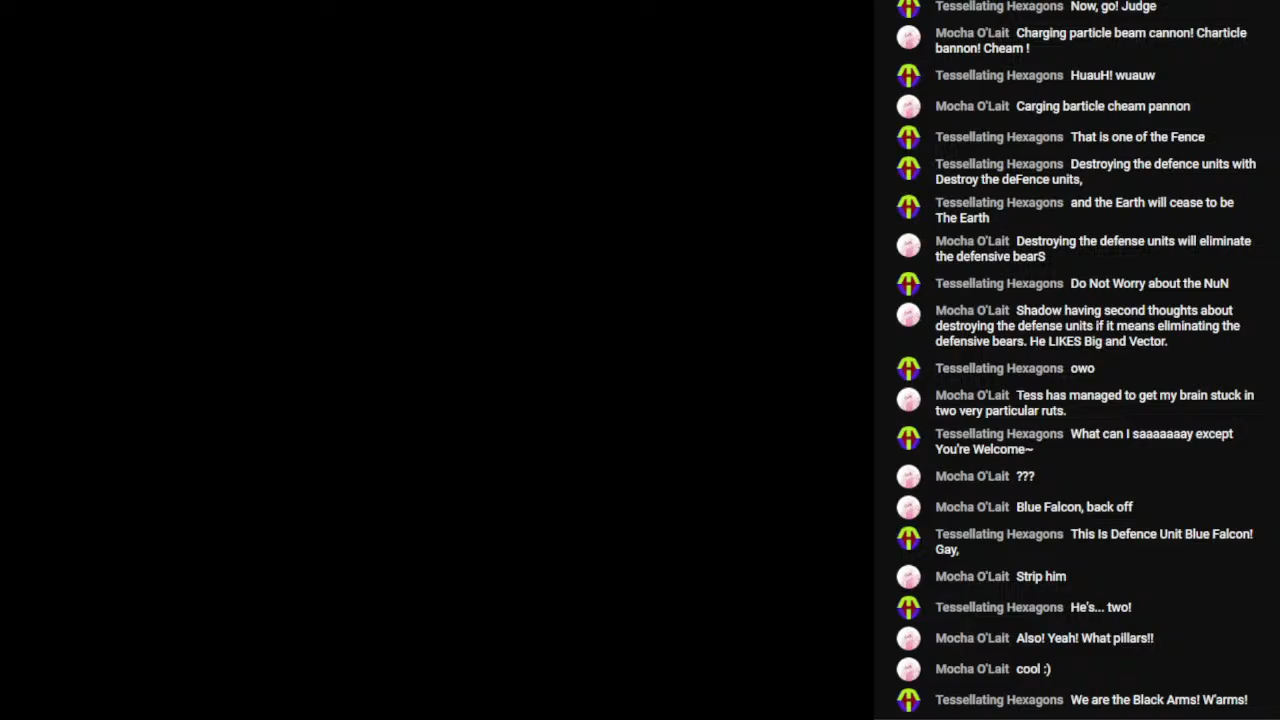 Tessellating Hexagons Now, go! Judge
Mocha O'Lait Charging particle beam cannon! Charticle
bannon! Cheam !
Tessellating Hexagons HuauH! wuauw
Mocha O'Lait Carging barticle cheam pannon
Tessellating Hexagons That is one of the Fence
Tessellating Hexagons Destroying the defence units with
Destroy the deFence units,
Tessellating Hexagons and the Earth will cease to be
The Earth
Mocha O'Lait Destroying the defense units will eliminate
the defensive bearS
Tessellating Hexagons Do Not Worry about the NuN
Mocha O'Lait Shadow having second thoughts about
destroying the defense units if it means eliminating the
defensive bears. He LIKES Big and Vector.
Tessellating Hexagons owo
Mocha O'Lait Tess has managed to get my brain stuck in
two very particular ruts.
Tessellating Hexagons What can I saaaaaaay except
You're Welcome~
Mocha O'Lait ???
Mocha O'Lait Blue Falcon, back off
Tessellating Hexagons This Is Defence Unit Blue Falcon!
Gay,
Mocha O'Lait Strip him
Tessellating Hexagons He's... two!
Mocha O'Lait Also! Yeah! What pillars!!
Mocha O'Lait cool :)
Tessellating Hexagons We are the Black Arms! W'arms!